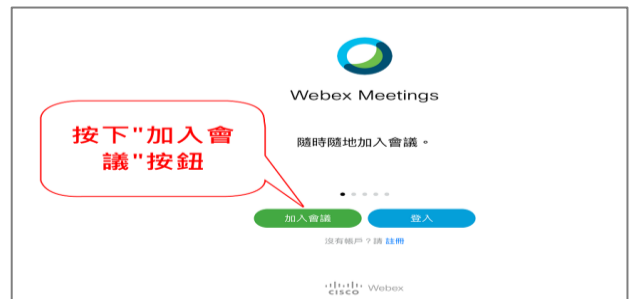 Webex Meetings
按下"加入會
議"按鈕
隨時隨地加入會議。
加入會議
登入
沒有帳戶？請 註冊
CISCO Webex